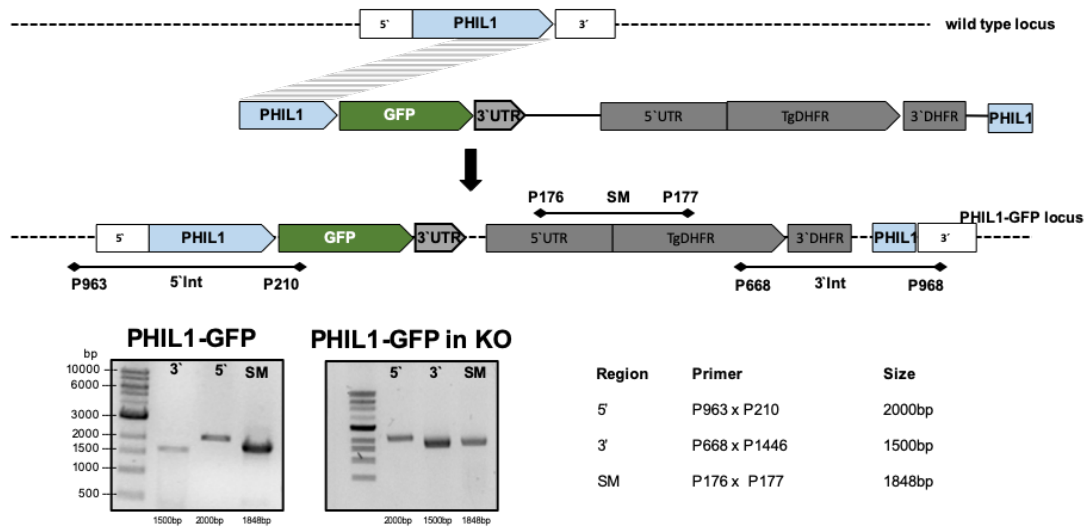 5` PHIL1 3`
wild type locus
PHIL1 GFP 3`UTR 5`UTR TgDHFR 3`DHFR PHIL1
P176 SM P177
PHIL1-GFP locus
5` PHIL1 GFP 3`UTR 5`UTR TgDHFR 3`DHFR PHIL1 3´
P963 5`Int P210 P668 3`Int P968
PHIL1-GFP PHIL1-GFP in KO
bp
10000
6000
3000
2000
1500
1000
500
3` 5` SM
1500bp 2000bp 1848bp
5` 3` SM
2000bp 1500bp 1848bp
Region Primer Size
5' P963 x P210 2000bp
3' P668 x P1446 1500bp
SM P176 x P177 1848bp